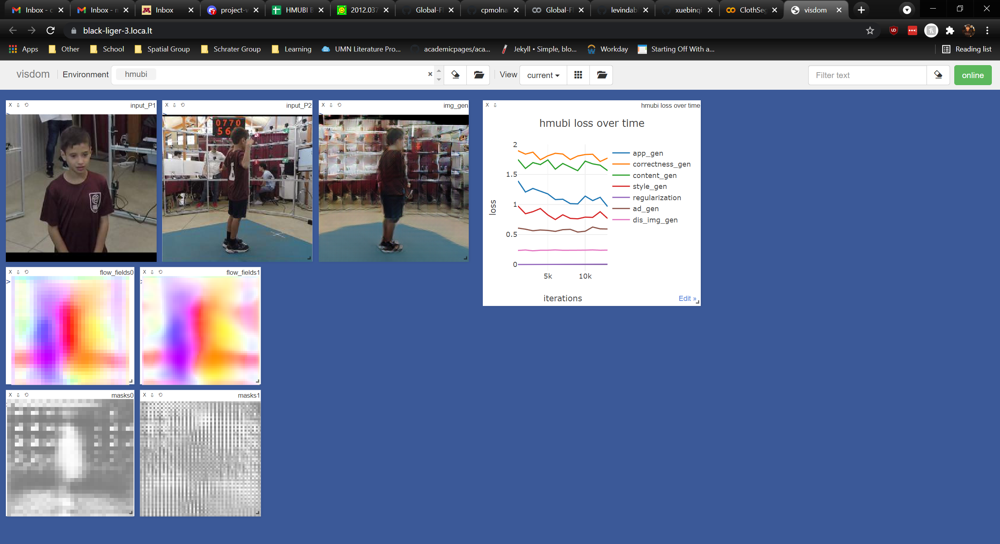 Inbox - c
Inbox - n
Inbox
project-w
HMUBI B
2012.037
Global-Fl
cpmolna
Global-Fl
levindab
xuebinqi
ClothSeg
visdom
black-liger-3.loca.lt
Apps
Other
School
Spatial Group
Schrater Group
Learning
UMN Literature Pro...
academicpages/aca...
Jekyll • Simple, blo...
Workday
Starting Off With a...
Reading list
visdom
Environment
hmubi
View
current
Filter text
online
X
input_P1
X
input_P2
0770
56
X
img_gen
X
hmubi loss over time
hmubi loss over time
2
1.5
1
0.5
0
loss
5k
10k
iterations
app_gen
correctness_gen
content_gen
style_gen
regularization
ad_gen
dis_img_gen
Edit »
X
flow_fields0
>
X
flow_fields1
X
masks0
X
masks1